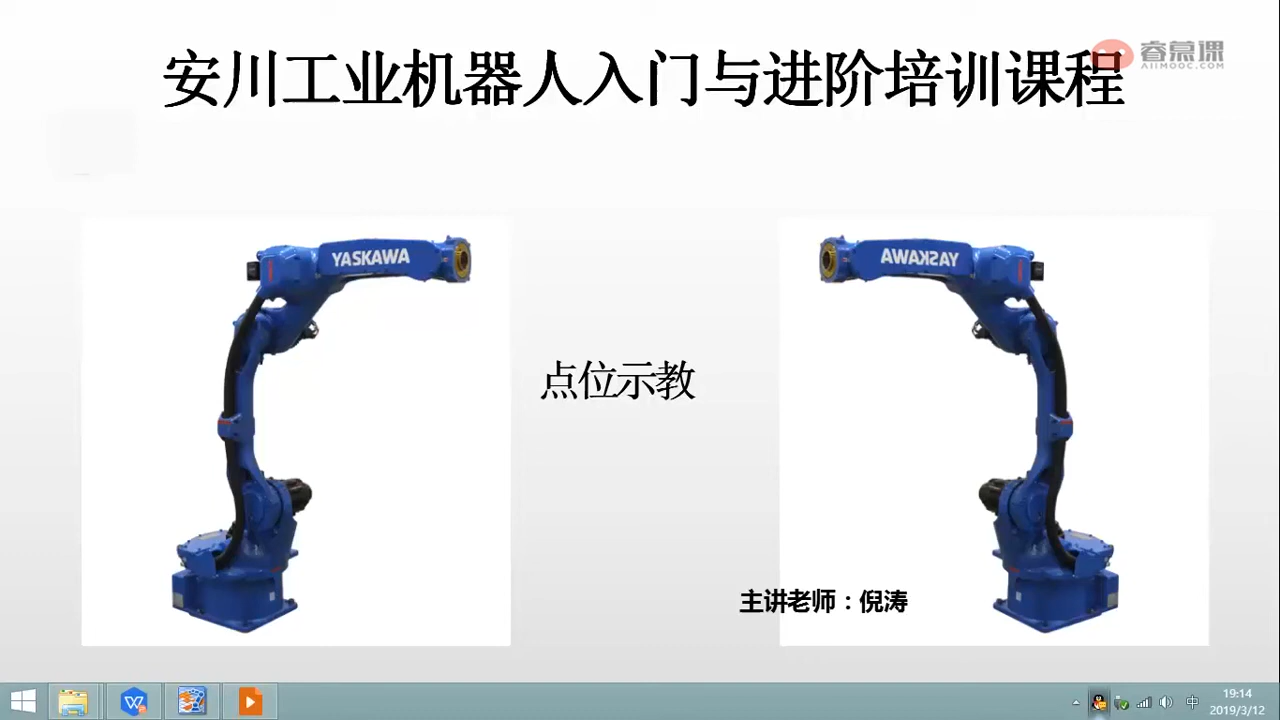 安川工业机器人入门与进阶培训课程
睿慕课
AIIMOOC.COM
YASKAWA
YASKAWA
点位示教
主讲老师：倪涛
中
19:14
2019/3/12